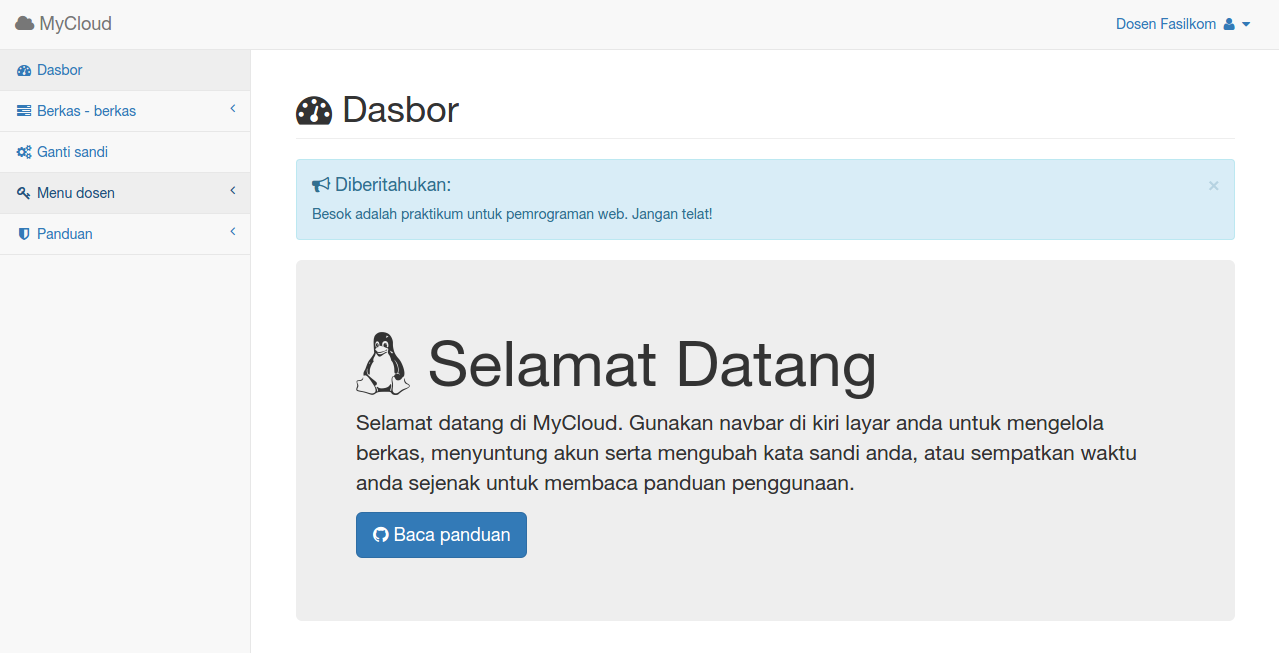 MyCloud
Dosen Fasilkom
Dasbor
Berkas - berkas
Ganti sandi
Menu dosen
Panduan
Dasbor
Diberitahukan:
×
Besok adalah praktikum untuk pemrograman web. Jangan telat!
Selamat Datang
Selamat datang di MyCloud. Gunakan navbar di kiri layar anda untuk mengelola
berkas, menyuntung akun serta mengubah kata sandi anda, atau sempatkan waktu
anda sejenak untuk membaca panduan penggunaan.
Baca panduan